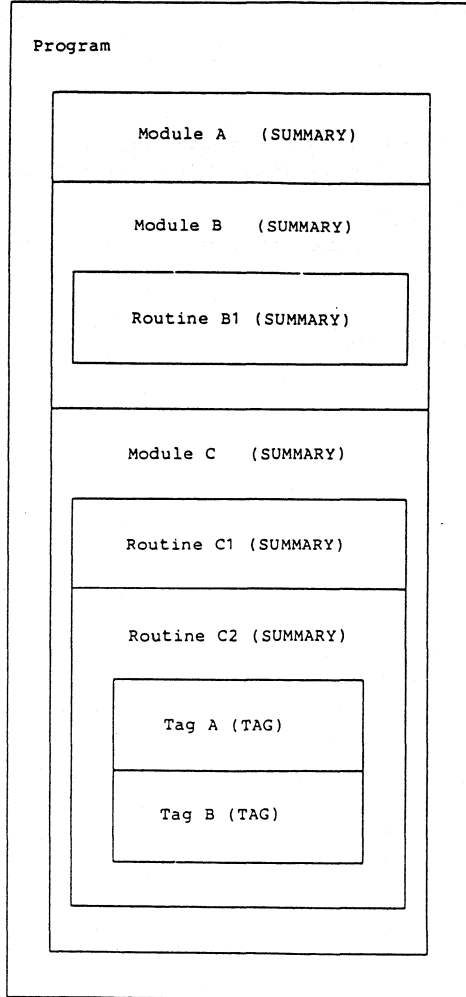 Program
Module A (SUMMARY)
Module B (SUMMARY)
Routine B1 (SUMMARY)
Module C (SUMMARY)
Routine C1 (SUMMARY)
Routine C2 (SUMMARY)
Tag A (TAG)
Tag B (TAG)